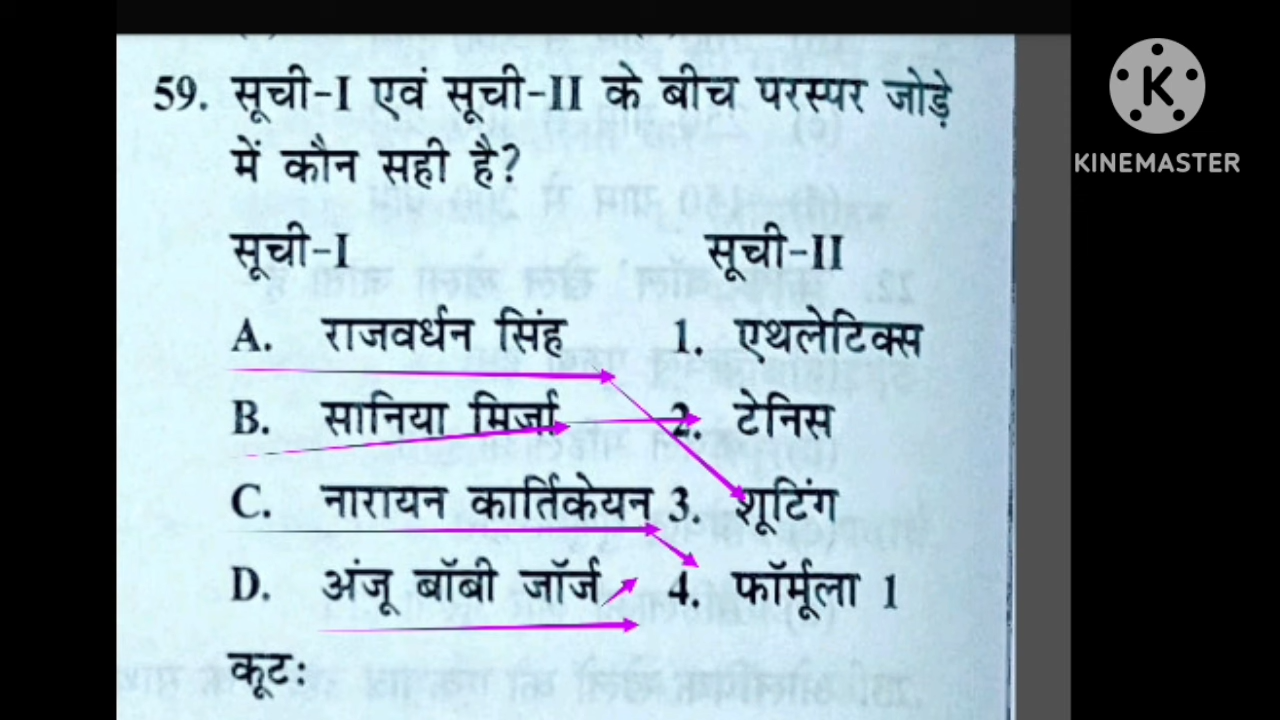 59. सूची-I एवं सूची-II के बीच परस्पर जोड़े
में कौन सही है?
सूची-I सूची-II
A. राजवर्धन सिंह 1. एथलेटिक्स
B. सानिया मिर्जा 2. टेनिस
C. नारायन कार्तिकेयन 3. शूटिंग
D. अंजू बॉबी जॉर्ज 4. फॉर्मूला 1
कूटः
K
KINEMASTER